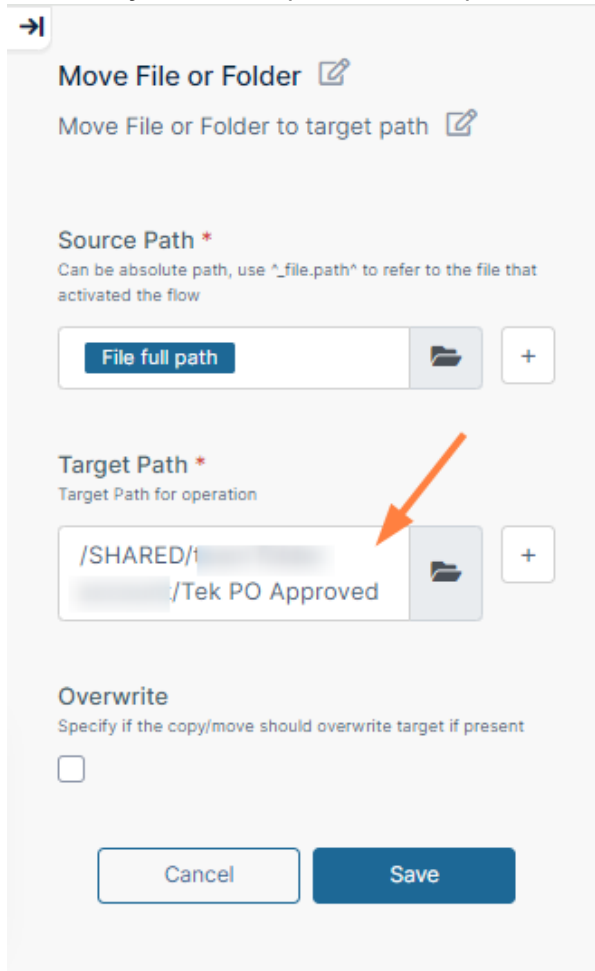 Move File or Folder
Move File or Folder to target path
Source Path *
Can be absolute path, use ^_file.path^ to refer to the file that
activated the flow
File full path
+
Target Path *
Target Path for operation
/SHARED/
/Tek PO Approved
+
Overwrite
Specify if the copy/move should overwrite target if present
Cancel
Save